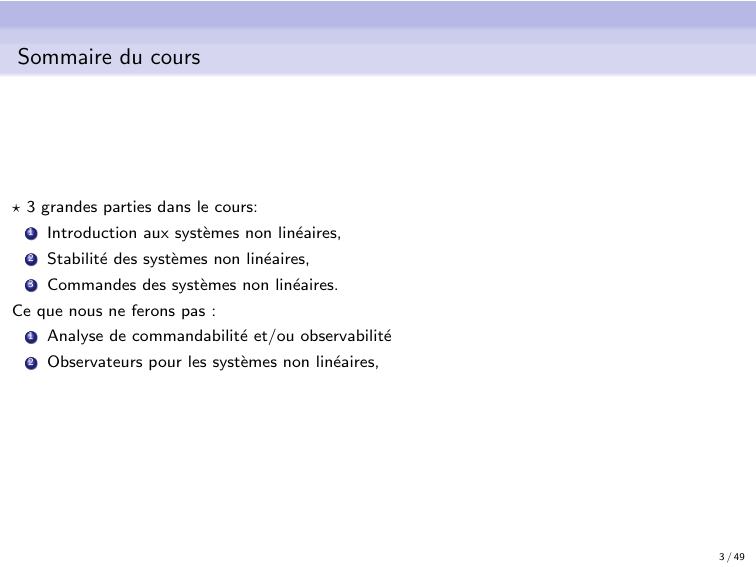 Sommaire du cours
⋆ 3 grandes parties dans le cours:
1 Introduction aux systèmes non linéaires,
2 Stabilité des systèmes non linéaires,
3 Commandes des systèmes non linéaires.
Ce que nous ne ferons pas :
1 Analyse de commandabilité et/ou observabilité
2 Observateurs pour les systèmes non linéaires,
3 / 49